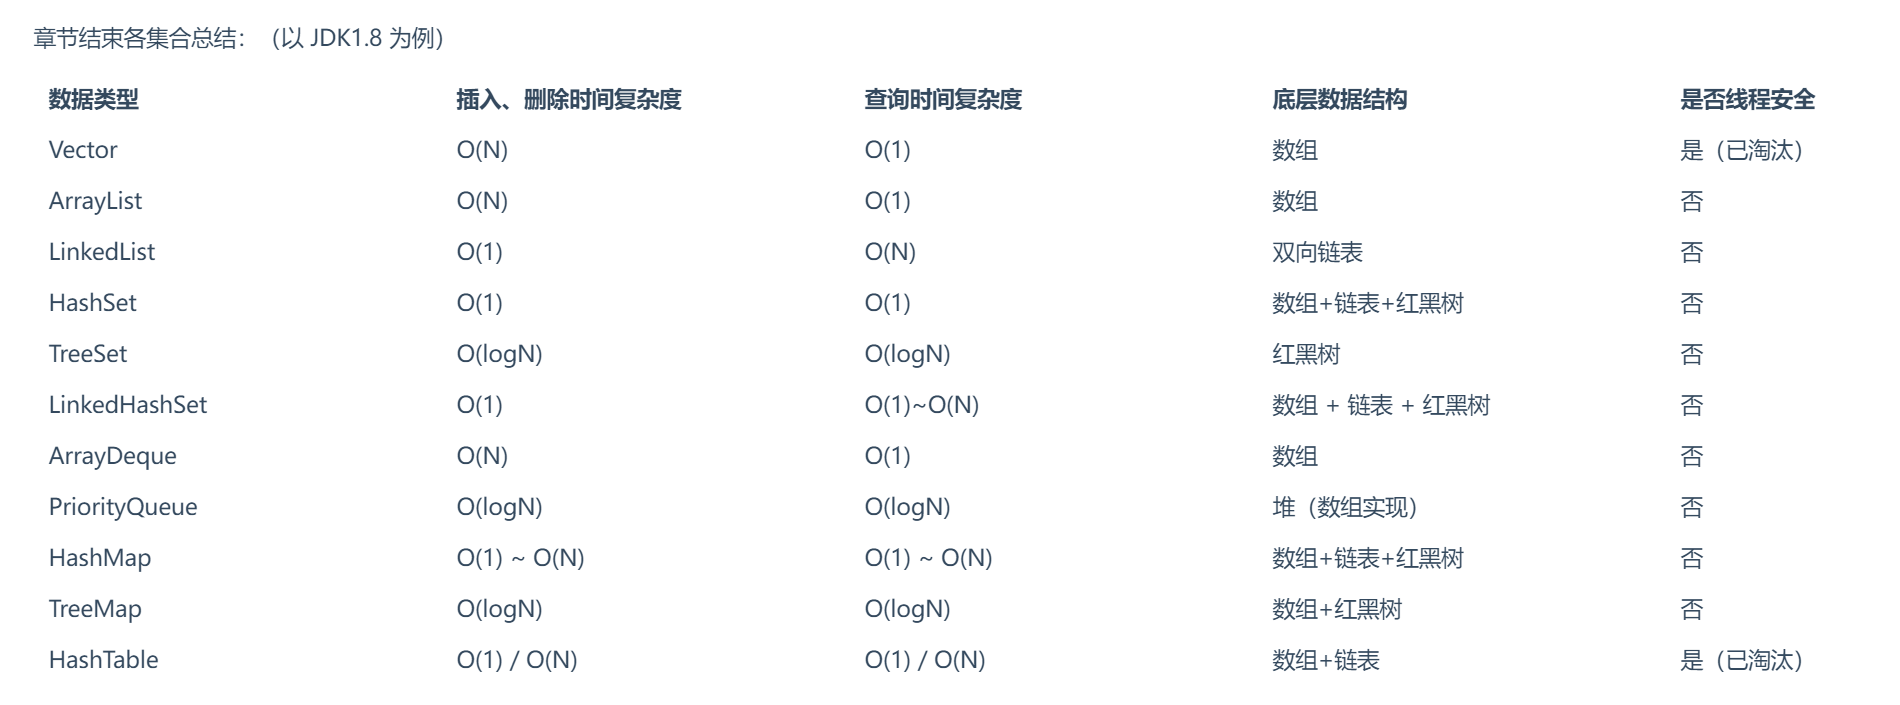 章节结束各集合总结：（以 JDK1.8 为例）
数据类型 插入、删除时间复杂度 查询时间复杂度 底层数据结构 是否线程安全
Vector O(N) O(1) 数组 是（已淘汰）
ArrayList O(N) O(1) 数组 否
LinkedList O(1) O(N) 双向链表 否
HashSet O(1) O(1) 数组+链表+红黑树 否
TreeSet O(logN) O(logN) 红黑树 否
LinkedHashSet O(1) O(1)~O(N) 数组 + 链表 + 红黑树 否
ArrayDeque O(N) O(1) 数组 否
PriorityQueue O(logN) O(logN) 堆（数组实现） 否
HashMap O(1) ~ O(N) O(1) ~ O(N) 数组+链表+红黑树 否
TreeMap O(logN) O(logN) 数组+红黑树 否
HashTable O(1) / O(N) O(1) / O(N) 数组+链表 是（已淘汰）